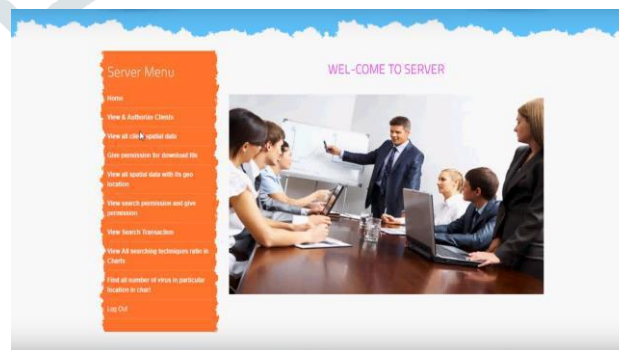 Server Menu
WEL-COME TO SERVER
Home
View & Authorize Clients
View all client spatial data
Give permission for download file
View all spatial data with its geo
location
View search permission and give
permission
View Search Transaction
View All searching techniques ratio in
Charts
Find all number of virus in particular
location in chart
Log Out